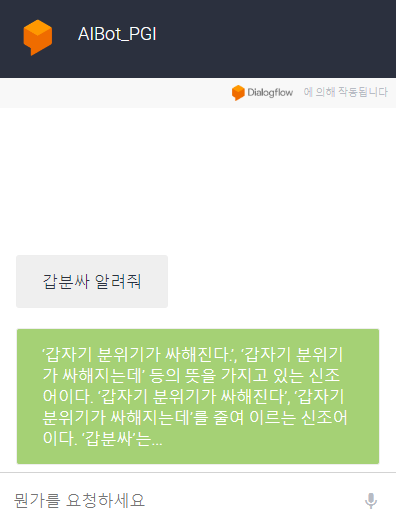 AIBot_PGI
Dialogflow 에 의해 작동됩니다
갑분싸 알려줘
'갑자기 분위기가 싸해진다.', '갑자기 분위기
가 싸해지는데' 등의 뜻을 가지고 있는 신조
어이다. '갑자기 분위기가 싸해진다', '갑자기
분위기가 싸해지는데'를 줄여 이르는 신조어
이다. '갑분싸'는...
뭔가를 요청하세요